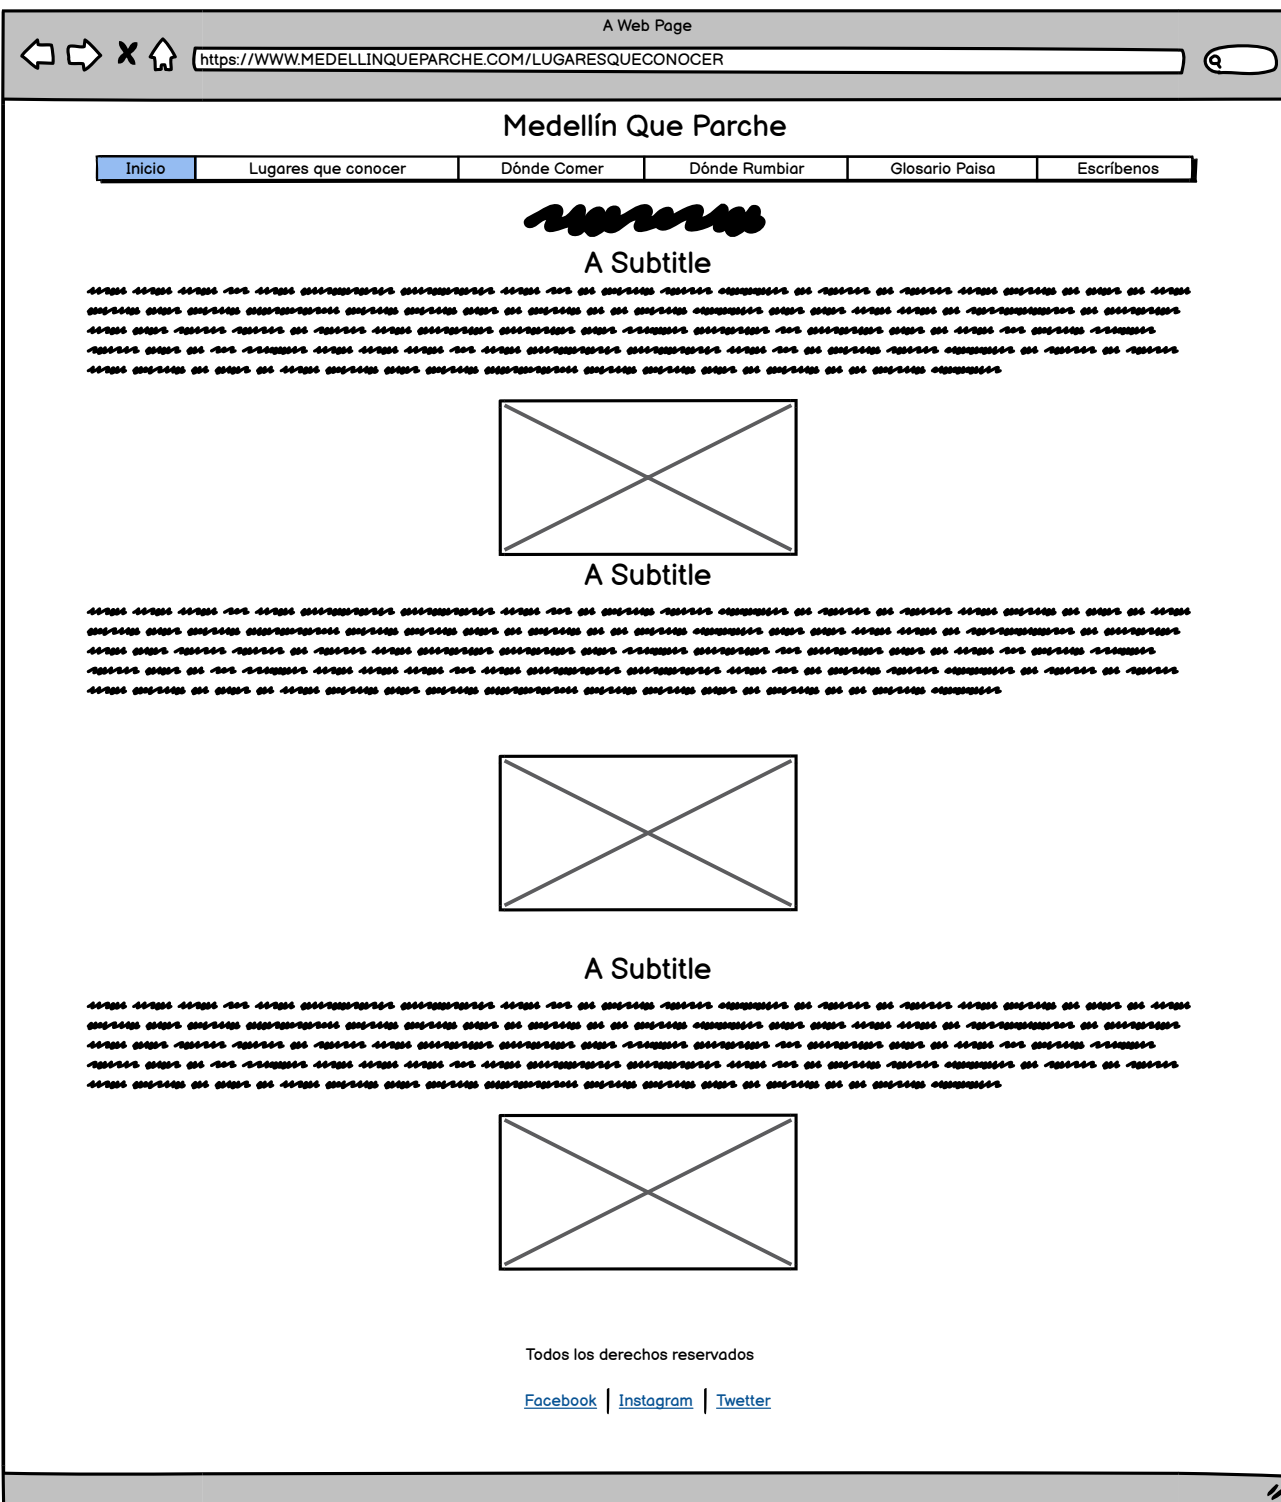 A Web Page
https://WWW.MEDELLINQUEPARCHE.COM/LUGARESQUECONOCER
Medellín Que Parche
Inicio Lugares que conocer Dónde Comer Dónde Rumbiar Glosario Paisa Escríbenos
A Subtitle
A Subtitle
A Subtitle
Todos los derechos reservados
Facebook | Instagram | Twetter